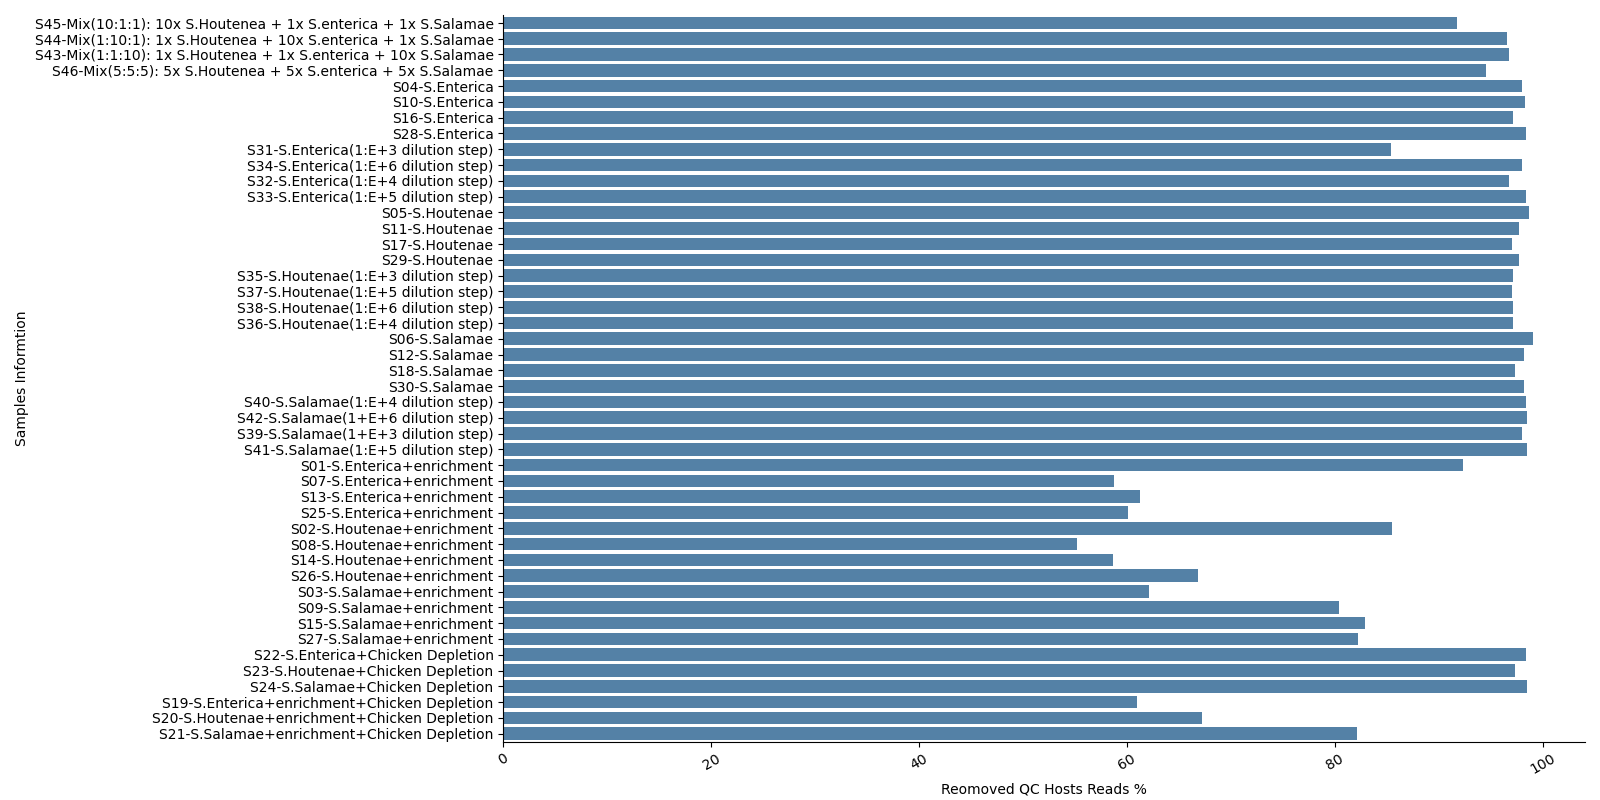 S45-Mix(10:1:1): 10x S.Houtenea + 1x S.enterica + 1x S.Salamae
S44-Mix(1:10:1): 1x S.Houtenea + 10x S.enterica + 1x S.Salamae
S43-Mix(1:1:10): 1x S.Houtenea + 1x S.enterica + 10x S.Salamae
S46-Mix(5:5:5): 5x S.Houtenea + 5x S.enterica + 5x S.Salamae
S04-S.Enterica
S10-S.Enterica
S16-S.Enterica
S28-S.Enterica
S31-S.Enterica(1:E+3 dilution step)
S34-S.Enterica(1:E+6 dilution step)
S32-S.Enterica(1:E+4 dilution step)
S33-S.Enterica(1:E+5 dilution step)
S05-S.Houtenae
S11-S.Houtenae
S17-S.Houtenae
S29-S.Houtenae
S35-S.Houtenae(1:E+3 dilution step)
S37-S.Houtenae(1:E+5 dilution step)
S38-S.Houtenae(1:E+6 dilution step)
S36-S.Houtenae(1:E+4 dilution step)
S06-S.Salamae
S12-S.Salamae
S18-S.Salamae
S30-S.Salamae
S40-S.Salamae(1:E+4 dilution step)
S42-S.Salamae(1+E+6 dilution step)
S39-S.Salamae(1+E+3 dilution step)
S41-S.Salamae(1:E+5 dilution step)
S01-S.Enterica+enrichment
S07-S.Enterica+enrichment
S13-S.Enterica+enrichment
S25-S.Enterica+enrichment
S02-S.Houtenae+enrichment
S08-S.Houtenae+enrichment
S14-S.Houtenae+enrichment
S26-S.Houtenae+enrichment
S03-S.Salamae+enrichment
S09-S.Salamae+enrichment
S15-S.Salamae+enrichment
S27-S.Salamae+enrichment
S22-S.Enterica+Chicken Depletion
S23-S.Houtenae+Chicken Depletion
S24-S.Salamae+Chicken Depletion
S19-S.Enterica+enrichment+Chicken Depletion
S20-S.Houtenae+enrichment+Chicken Depletion
S21-S.Salamae+enrichment+Chicken Depletion
Samples Informtion
0 20 40 60 80 100
Reomoved QC Hosts Reads %